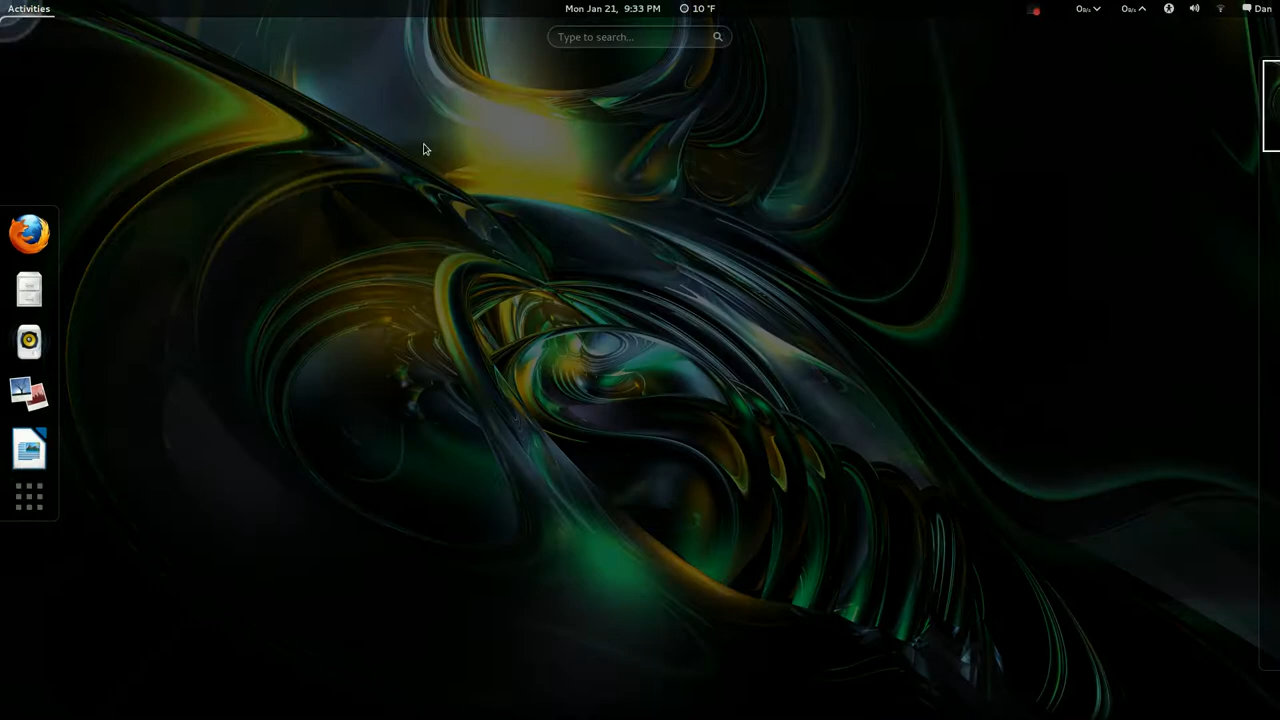 Activities
Mon Jan 21, 9:33 PM
10 °F
Dan
Type to search...